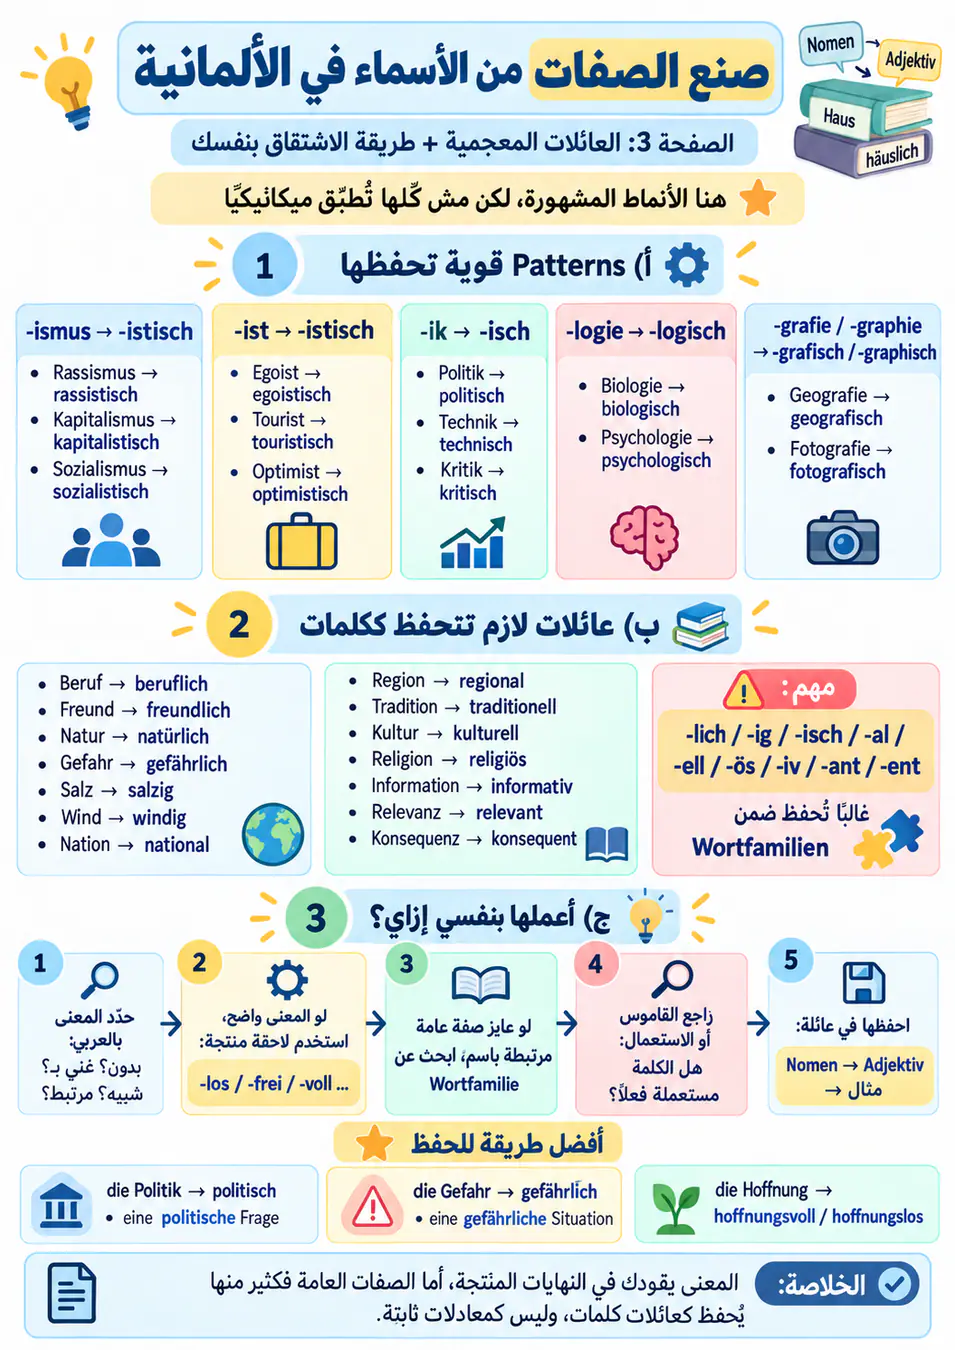 صنع الصفات من الأسماء في الألمانية
Nomen → Adjektiv
Haus
häuslich
الصفحة 3: العائلات المعجمية + طريقة الاشتقاق بنفسك
هنا الأنماط المشهورة، لكن مش كلّها تُطبّق ميكانيكيًّا
1
أ) Patterns قوية تحفظها
-ismus → -istisch
• Rassismus →
rassistisch
• Kapitalismus →
kapitalistisch
• Sozialismus →
sozialistisch
-ist → -istisch
• Egoist →
egoistisch
• Tourist →
touristisch
• Optimist →
optimistisch
-ik → -isch
• Politik →
politisch
• Technik →
technisch
• Kritik →
kritisch
-logie → -logisch
• Biologie →
biologisch
• Psychologie →
psychologisch
-grafie / -graphie
→ -grafisch / -graphisch
• Geografie →
geografisch
• Fotografie →
fotografisch
2
ب) عائلات لازم تتحفظ ككلمات
• Beruf → beruflich
• Freund → freundlich
• Natur → natürlich
• Gefahr → gefährlich
• Salz → salzig
• Wind → windig
• Nation → national
• Region → regional
• Tradition → traditionell
• Kultur → kulturell
• Religion → religiös
• Information → informativ
• Relevanz → relevant
• Konsequenz → konsequent
مهم:
-lich / -ig / -isch / -al /
-ell / -ös / -iv / -ant / -ent
غالبًا تُحفظ ضمن
Wortfamilien
3
ج) أعملها بنفسي إزاي؟
1
حدّد المعنى
بالعربي:
بدون؟ غني بـ؟
شبيه؟ مرتبط؟
2
لو المعنى واضح،
استخدم لاحقة منتجة:
-los / -frei / -voll ...
3
لو عايز صفة عامة
مرتبطة باسم، ابحث عن
Wortfamilie
4
راجع القاموس
أو الاستعمال:
هل الكلمة
مستعملة فعلاً؟
5
احفظها في عائلة:
Nomen → Adjektiv
→ مثال
أفضل طريقة للحفظ
die Politik → politisch
• eine politische Frage
die Gefahr → gefährlich
• eine gefährliche Situation
die Hoffnung →
hoffnungsvoll / hoffnungslos
الخلاصة:
المعنى يقودك في النهايات المنتجة، أما الصفات العامة فكثير منها
يُحفظ كعائلات كلمات، وليس كمعادلات ثابتة.